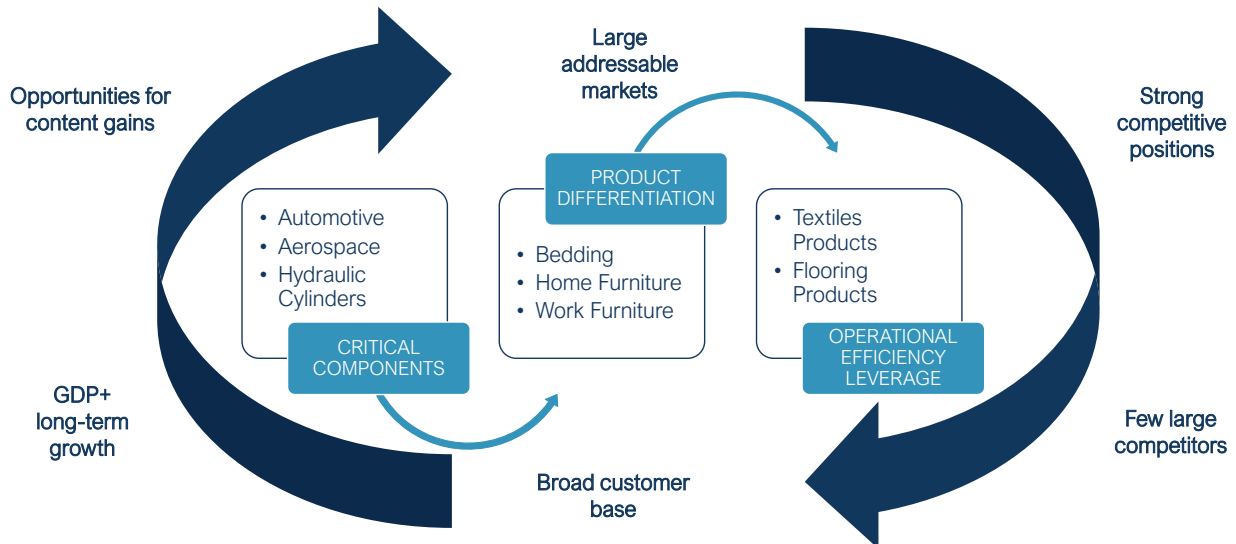 Large
addressable
markets
Opportunities for
content gains
Strong
competitive
positions
• Automotive
• Aerospace
• Hydraulic
Cylinders
CRITICAL
COMPONENTS
PRODUCT
DIFFERENTIATION
• Bedding
• Home Furniture
• Work Furniture
• Textiles
Products
• Flooring
Products
OPERATIONAL
EFFICIENCY
LEVERAGE
GDP+
long-term
growth
Broad customer
base
Few large
competitors